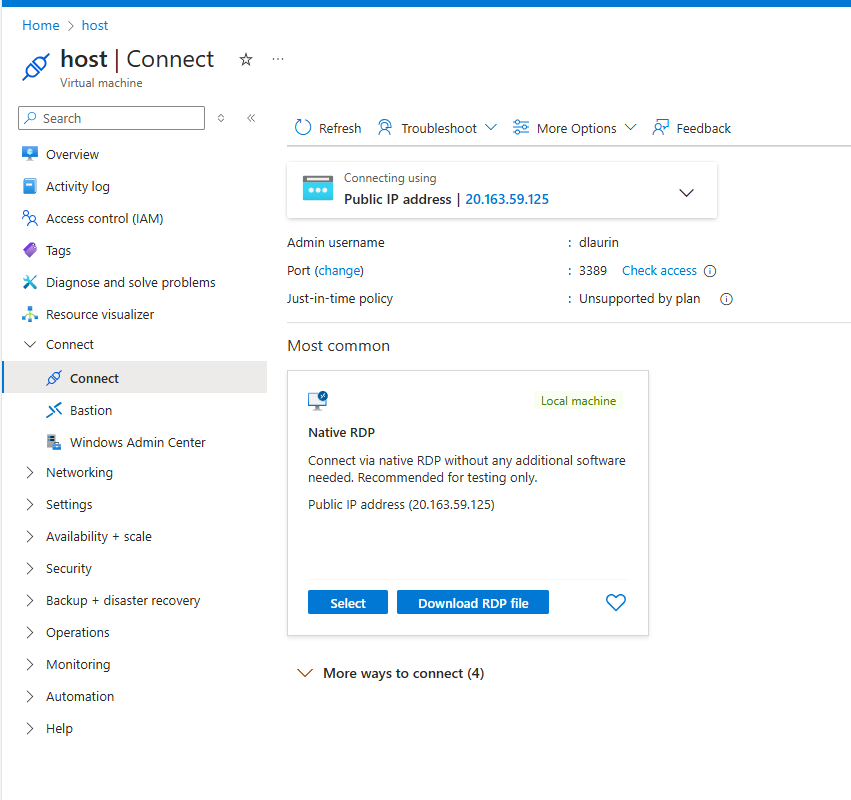 Home > host
host | Connect
Virtual machine
Search
Overview
Activity log
Access control (IAM)
Tags
Diagnose and solve problems
Resource visualizer
Connect
Connect
Bastion
Windows Admin Center
Networking
Settings
Availability + scale
Security
Backup + disaster recovery
Operations
Monitoring
Automation
Help
Refresh Troubleshoot More Options Feedback
Connecting using
Public IP address | 20.163.59.125
Admin username : dlaurin
Port (change) : 3389 Check access
Just-in-time policy : Unsupported by plan
Most common
Local machine
Native RDP
Connect via native RDP without any additional software
needed. Recommended for testing only.
Public IP address (20.163.59.125)
Select Download RDP file
More ways to connect (4)